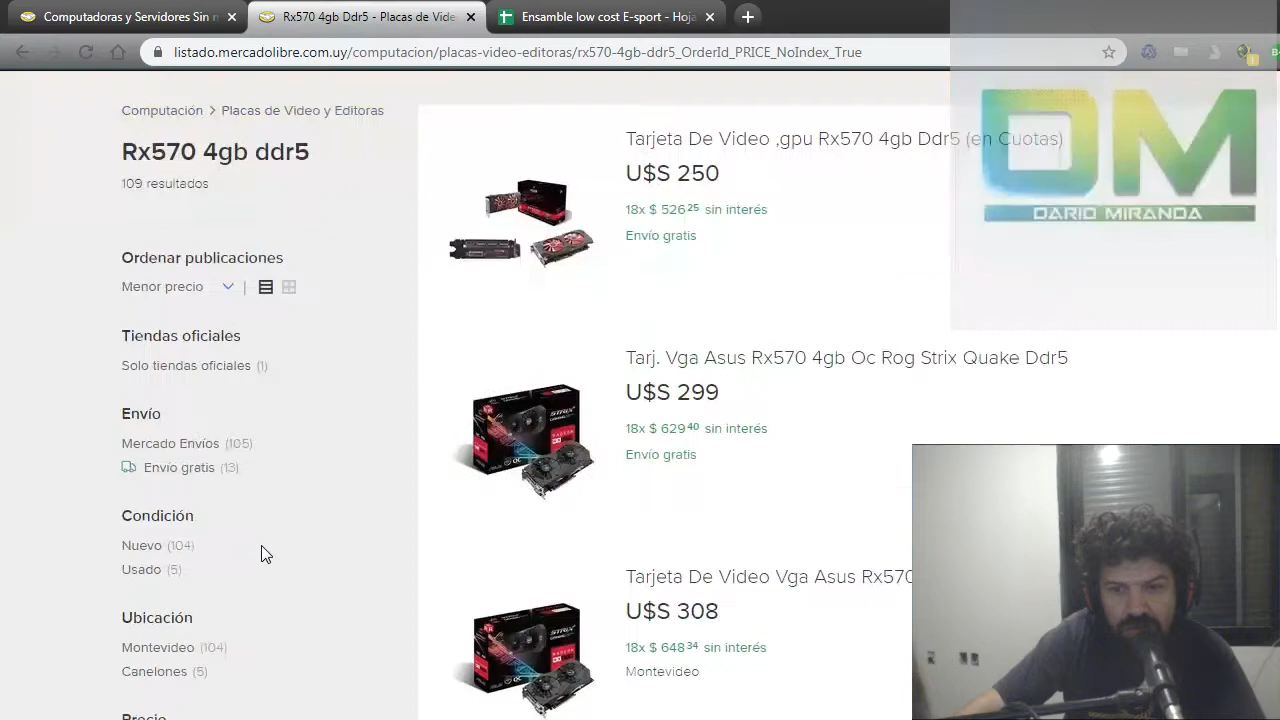 Computadoras y Servidores Sin m
Rx570 4gb Ddr5 - Placas de Vide
Ensamble low cost E-sport - Hoja
listado.mercadolibre.com.uy/computacion/placas-video-editoras/rx570-4gb-ddr5_OrderId_PRICE_NoIndex_True
Computación > Placas de Video y Editoras
Rx570 4gb ddr5
109 resultados
Ordenar publicaciones
Menor precio
Tiendas oficiales
Solo tiendas oficiales (1)
Envío
Mercado Envíos (105)
Envío gratis (13)
Condición
Nuevo (104)
Usado (5)
Ubicación
Montevideo (104)
Canelones (5)
Precio
Tarjeta De Video ,gpu Rx570 4gb Ddr5 (en Cuotas)
U$S 250
18x $ 526 25 sin interés
Envío gratis
Tarj. Vga Asus Rx570 4gb Oc Rog Strix Quake Ddr5
U$S 299
18x $ 629 40 sin interés
Envío gratis
Tarjeta De Video Vga Asus Rx570
U$S 308
18x $ 648 34 sin interés
Montevideo
DM
DARIO MIRANDA